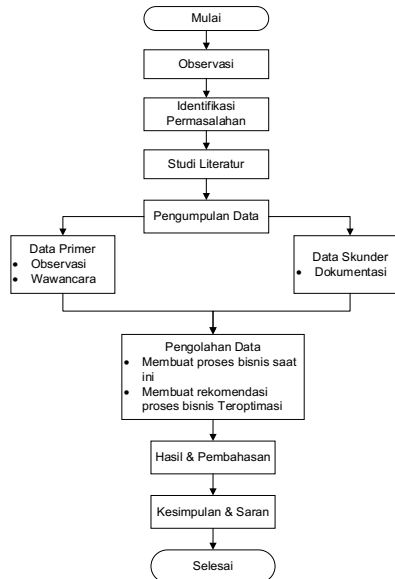 Mulai
Observasi
Identifikasi
Permasalahan
Studi Literatur
Pengumpulan Data
Data Primer
• Observasi
• Wawancara
Data Skunder
• Dokumentasi
Pengolahan Data
• Membuat proses bisnis saat
ini
• Membuat rekomendasi
proses bisnis Teroptimasi
Hasil & Pembahasan
Kesimpulan & Saran
Selesai